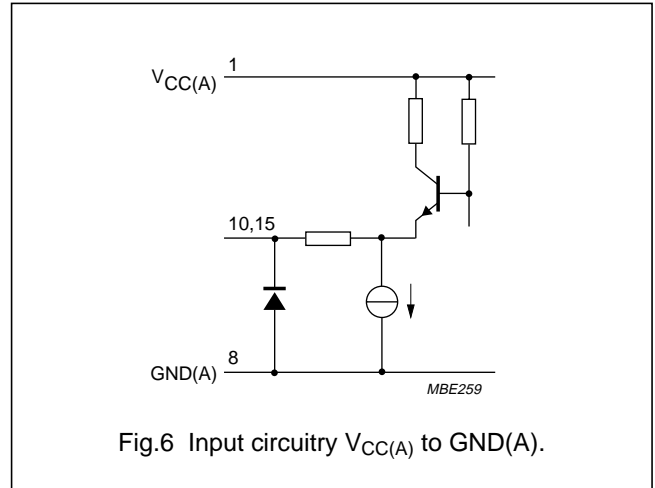 1
VCC(A)
10,15
8
GND(A)
MBE259
Fig.6 Input circuitry VCC(A) to GND(A).